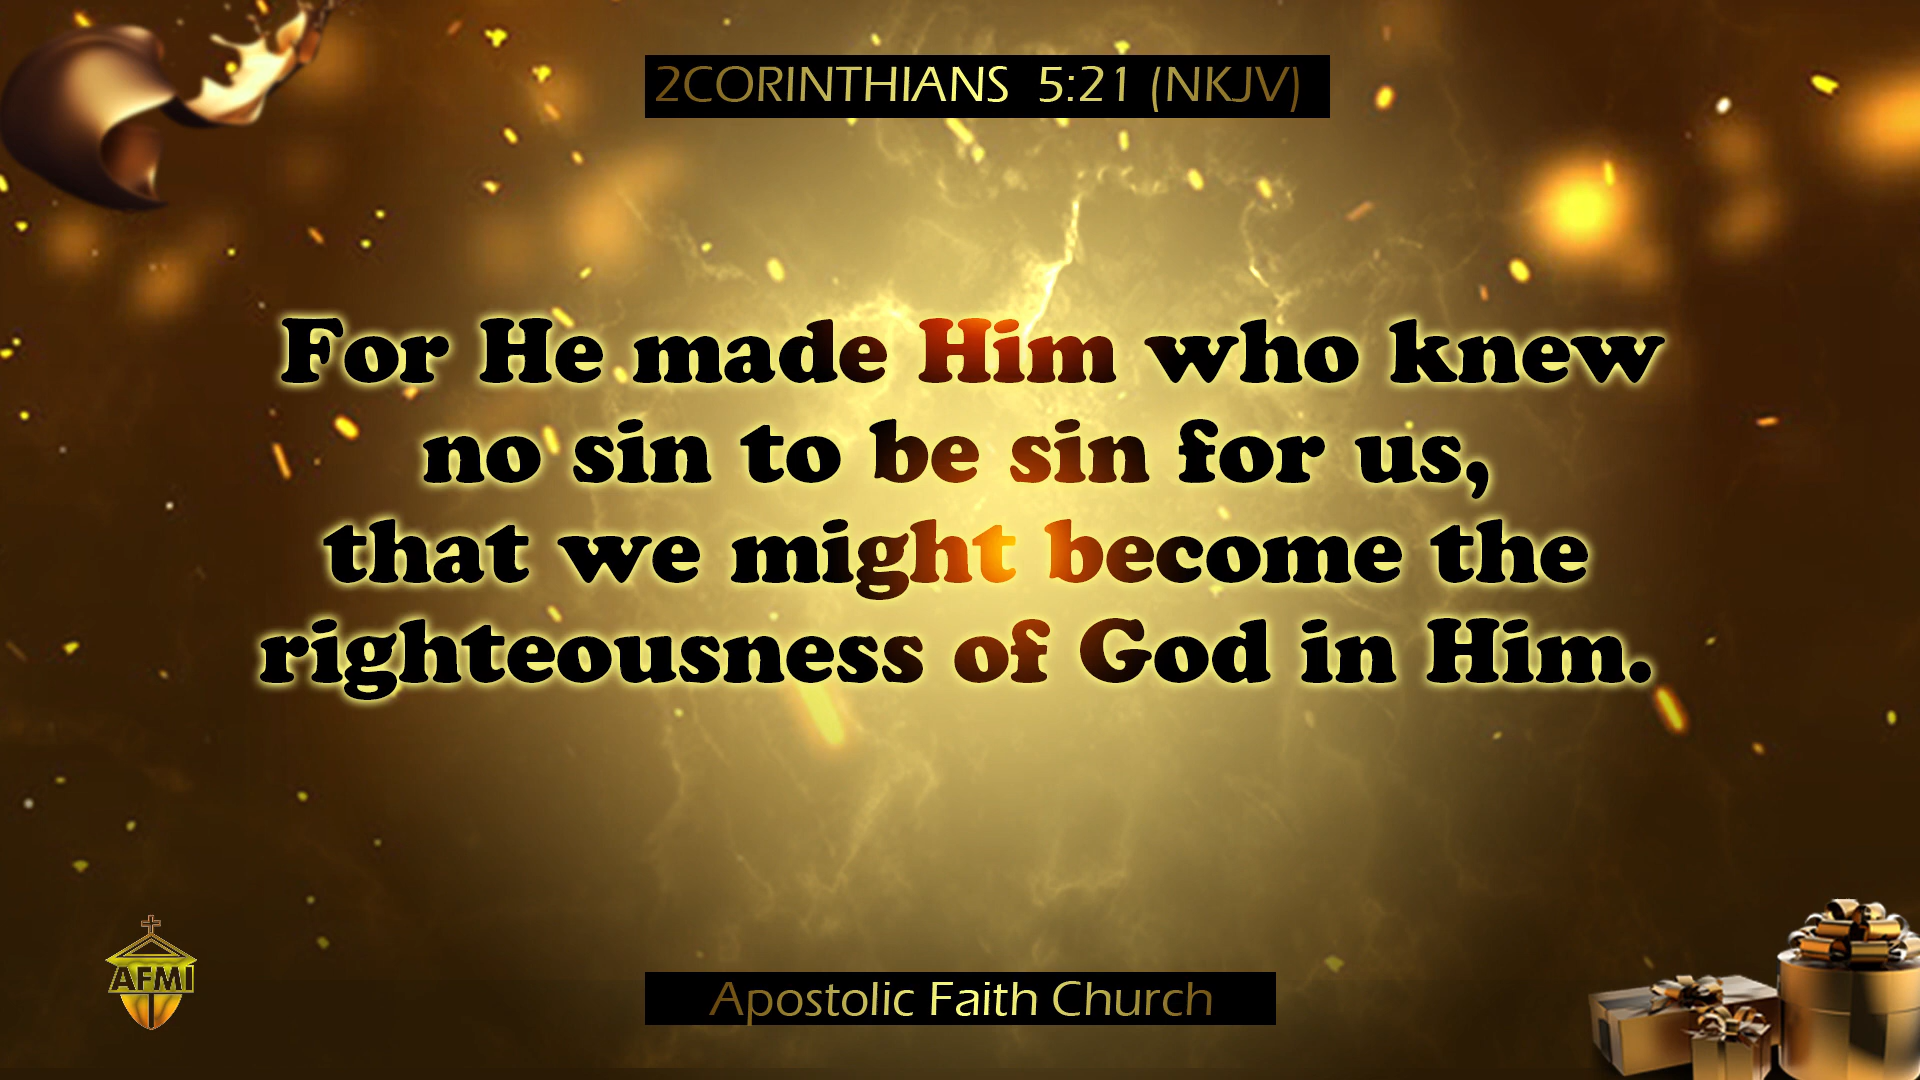 2CORINTHIANS 5:21 (NKJV)
For He made Him who knew
no sin to be sin for us,
that we might become the
righteousness of God in Him.
AFMI
Apostolic Faith Church